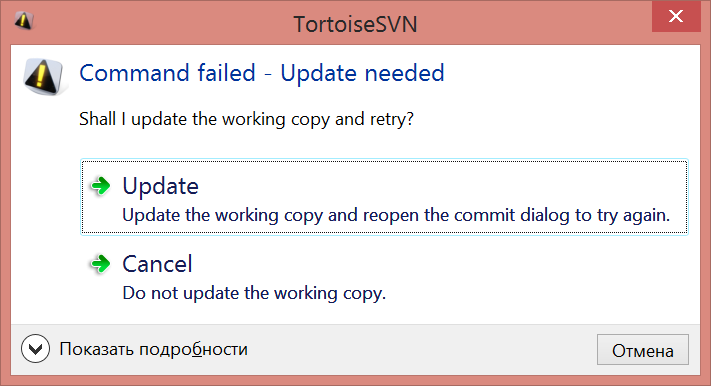 TortoiseSVN
Command failed - Update needed
Shall I update the working copy and retry?
Update
Update the working copy and reopen the commit dialog to try again.
Cancel
Do not update the working copy.
Показать подробности
Отмена